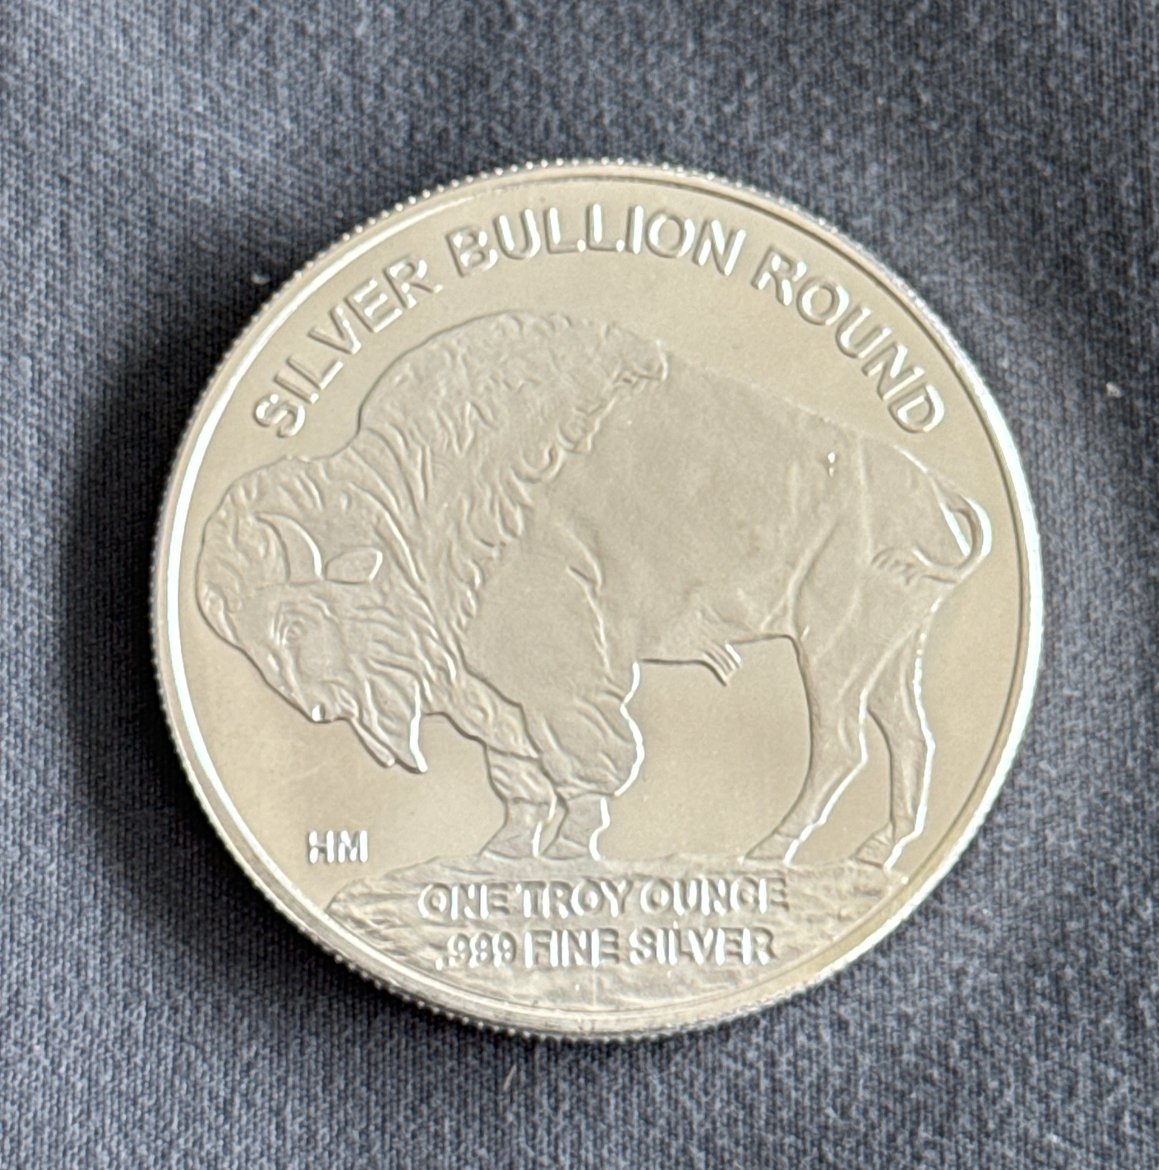 SILVER BULLION ROUND
HM
ONE TROY OUNCE
.999 FINE SILVER